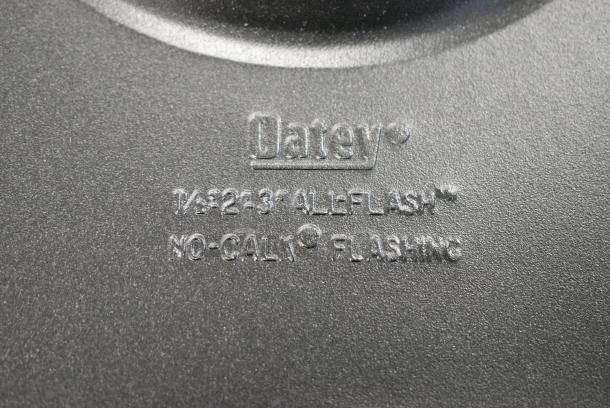 Oatey®
1½"-2"-3" ALL-FLASH™
NO-CALK® FLASHING